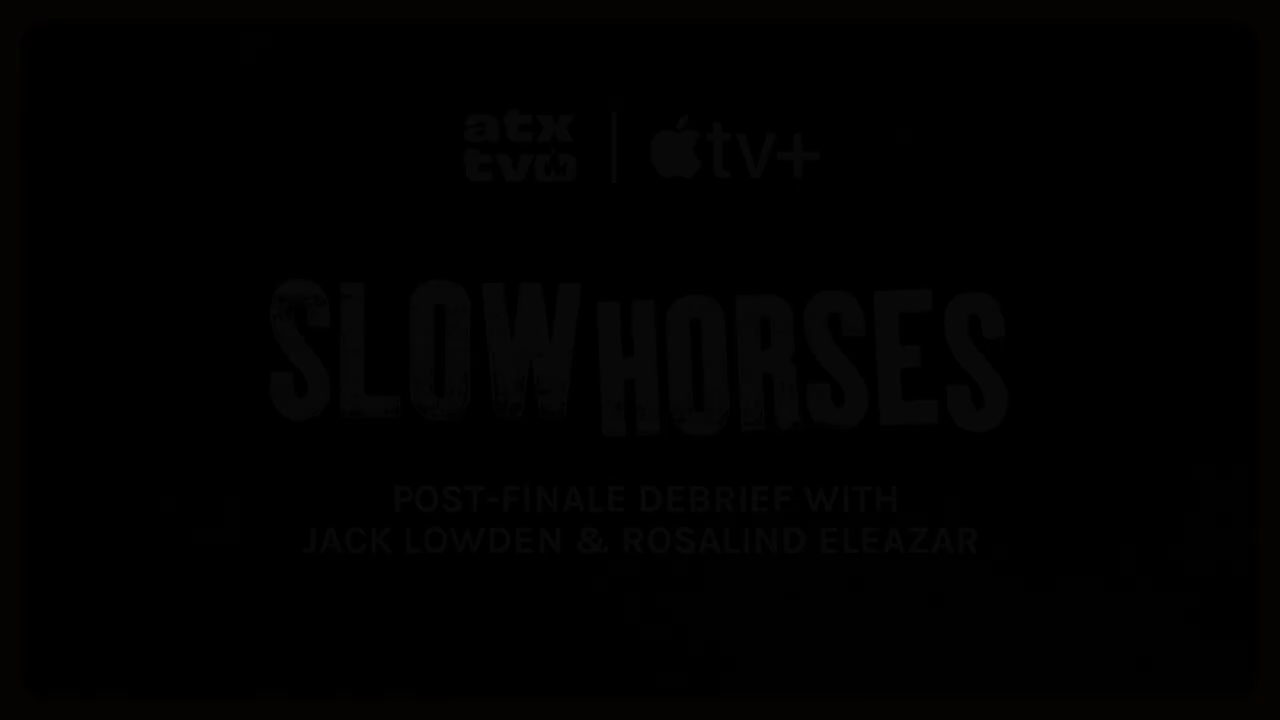 atx
tv
tv+
SLOW HORSES
POST-FINALE DEBRIEF WITH
JACK LOWDEN & ROSALIND ELEAZAR